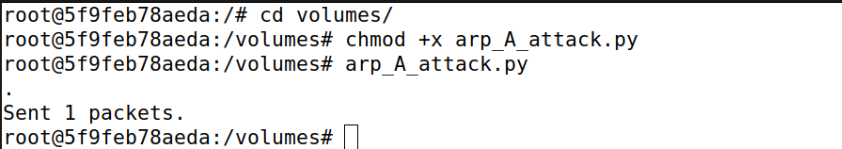 root@5f9feb78aeda:/# cd volumes/
root@5f9feb78aeda:/volumes# chmod +x arp_A_attack.py
root@5f9feb78aeda:/volumes# arp_A_attack.py
.
Sent 1 packets.
root@5f9feb78aeda:/volumes#